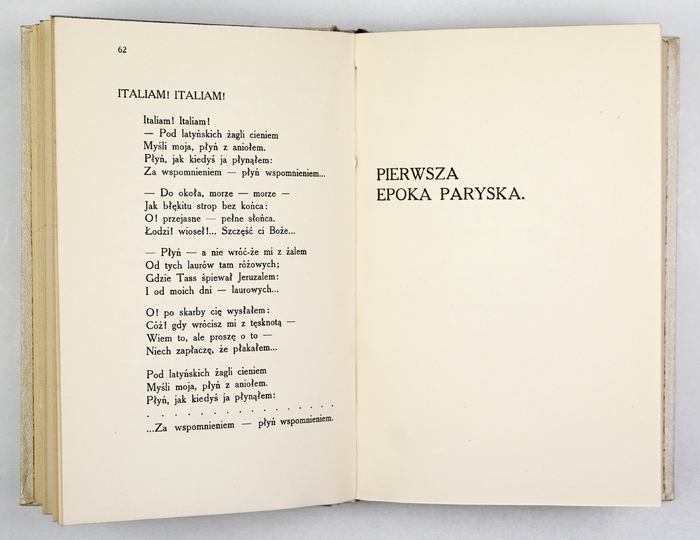 62
ITALIAM! ITALIAM!
Italiam! Italiam!
— Pod latyńskich żagli cieniem
Myśli moja, płyń z aniołem.
Płyń, jak kiedyś ja płynąłem:
Za wspomnieniem — płyń wspomnieniem...
— Do okoła, morze — morze —
Jak błękitu strop bez końca:
O! przejasne — pełne słońca.
Łodzi! wioseł!... Szczęść ci Boże...
— Płyń — a nie wróć-że mi z żalem
Od tych laurów tam różowych;
Gdzie Tass śpiewał Jeruzalem:
I od moich dni — laurowych...
O! po skarby cię wysłałem:
Cóż! gdy wrócisz mi z tęsknotą —
Wiem to, ale proszę o to —
Niech zapłaczę, że płakałem...
Pod latyńskich żagli cieniem
Myśli moja, płyń z aniołem.
Płyń, jak kiedyś ja płynąłem:
. . . . . . . . . . . . . . . .
...Za wspomnieniem — płyń wspomnieniem.
PIERWSZA
EPOKA PARYSKA.